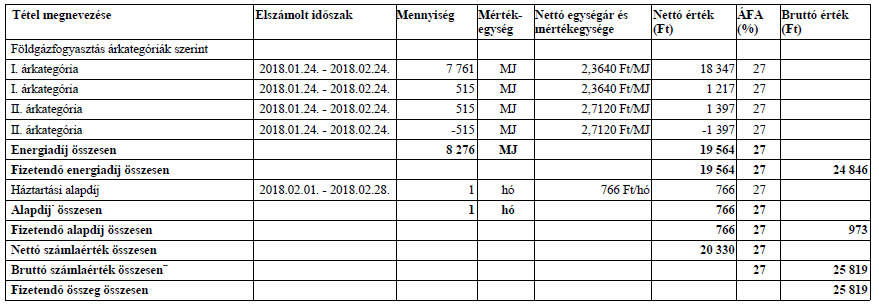 Tétel megnevezése Elszámolt időszak Mennyiség Mérték-egység Nettó egységár és mértékegysége Nettó érték (Ft) ÁFA (%) Bruttó érték (Ft)
Földgázfogyasztás árkategóriák szerint
I. árkategória 2018.01.24. - 2018.02.24. 7 761 MJ 2,3640 Ft/MJ 18 347 27
I. árkategória 2018.01.24. - 2018.02.24. 515 MJ 2,3640 Ft/MJ 1 217 27
II. árkategória 2018.01.24. - 2018.02.24. 515 MJ 2,7120 Ft/MJ 1 397 27
II. árkategória 2018.01.24. - 2018.02.24. -515 MJ 2,7120 Ft/MJ -1 397 27
Energiadíj összesen 8 276 MJ 19 564 27
Fizetendő energiadíj összesen 19 564 27 24 846
Háztartási alapdíj 2018.02.01. - 2018.02.28. 1 hó 766 Ft/hó 766 27
Alapdíj* összesen 1 hó 766 27
Fizetendő alapdíj összesen 766 27 973
Nettó számlaérték összesen 20 330 27
Bruttó számlaérték összesen** 27 25 819
Fizetendő összeg összesen 25 819